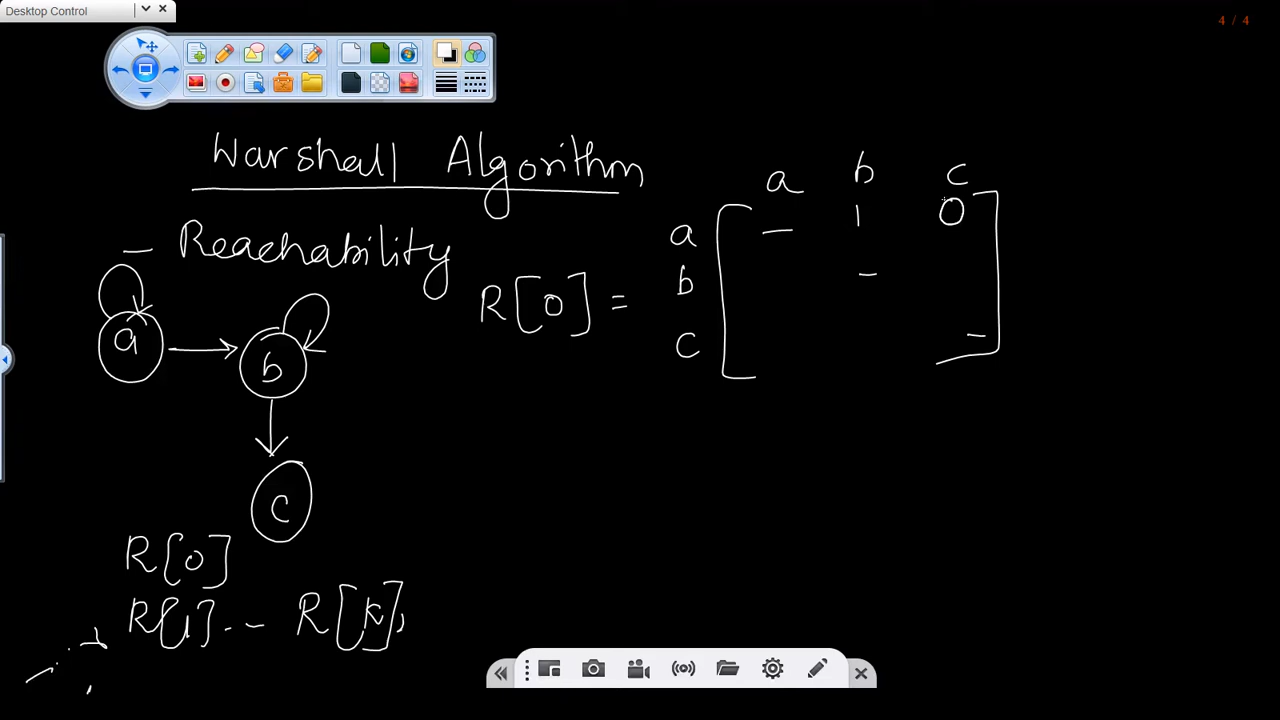 Desktop Control
4 / 4
Warshall Algorithm
- Reachability
a
b
c
R[0]
R[1] -- R[k],
a b c
R[0] = a [ - 1 0 ]
b -
c -